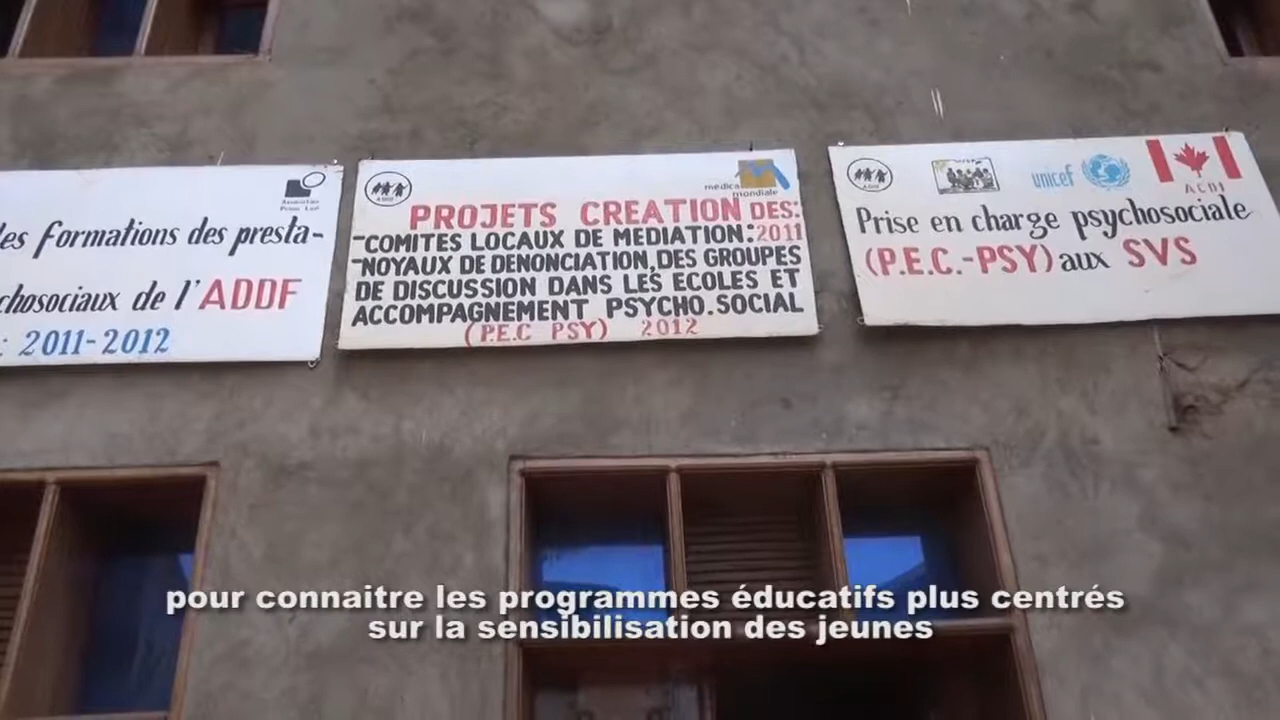 les formations des presta-
chosociaux de l'ADDF
: 2011-2012
medica
mondiale
PROJETS CREATION DES:
-COMITES LOCAUX DE MEDIATION:2011
-NOYAUX DE DENONCIATION,DES GROUPES
DE DISCUSSION DANS LES ECOLES ET
ACCOMPAGNEMENT PSYCHO.SOCIAL
(P.E.C PSY) 2012
unicef
ACDI
Prise en charge psychosociale
(P.E.C.-PSY) aux SVS
pour connaitre les programmes éducatifs plus centrés
sur la sensibilisation des jeunes